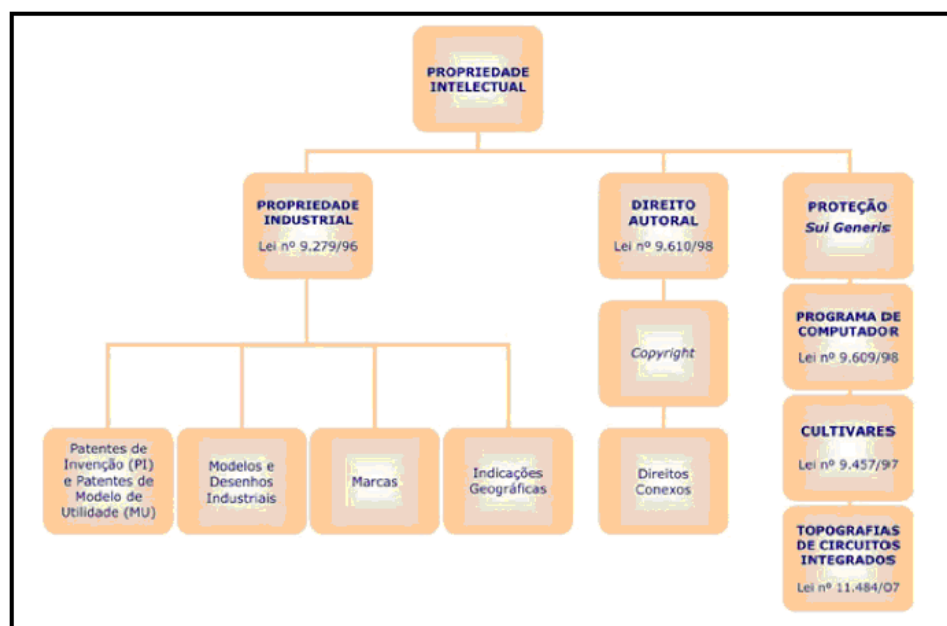 PROPRIEDADE
INTELECTUAL
PROPRIEDADE
INDUSTRIAL
Lei nº 9.279/96
DIREITO
AUTORAL
Lei nº 9.610/98
PROTEÇÃO
Sui Generis
Copyright
PROGRAMA DE
COMPUTADOR
Lei nº 9.609/98
Patentes de
Invenção (PI)
e Patentes de
Modelo de
Utilidade (MU)
Modelos e
Desenhos
Industriais
Marcas
Indicações
Geográficas
Direitos
Conexos
CULTIVARES
Lei nº 9.457/97
TOPOGRAFIAS
DE CIRCUITOS
INTEGRADOS
Lei nº 11.484/07